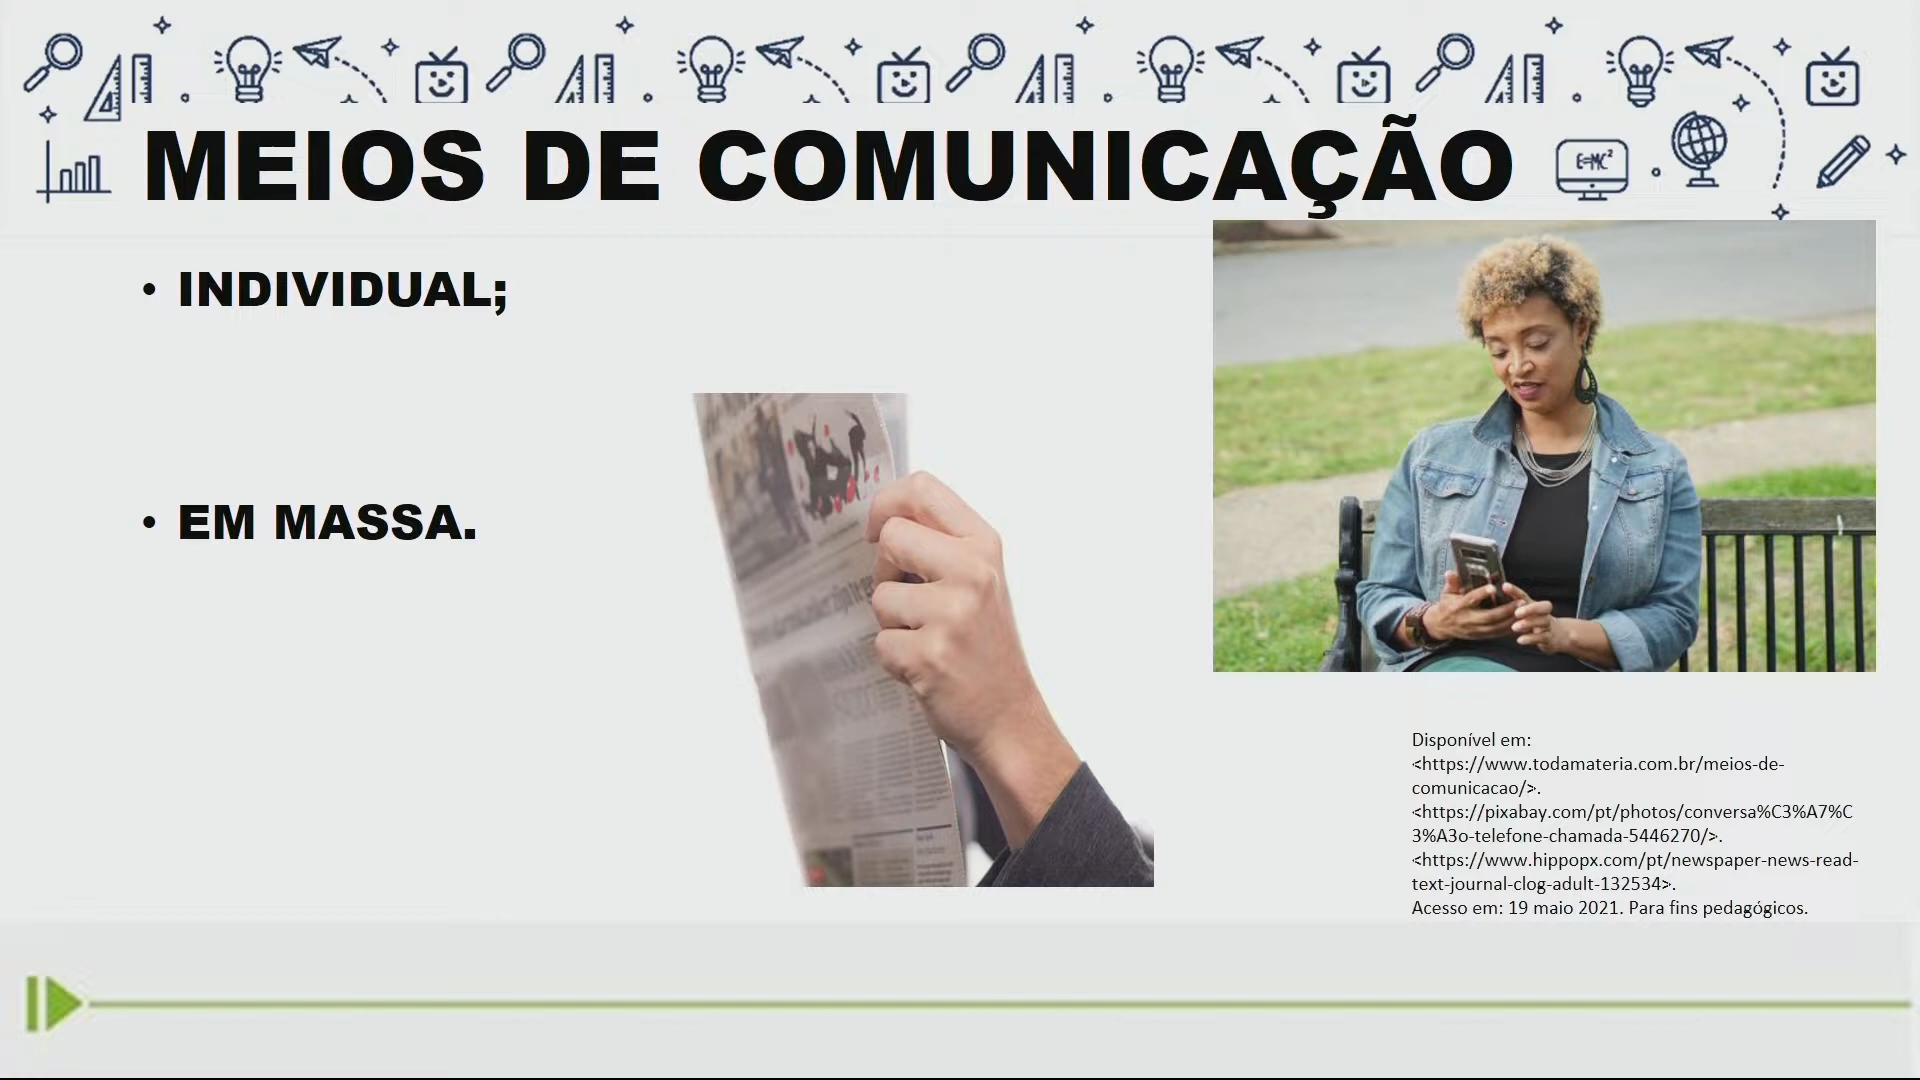 MEIOS DE COMUNICAÇÃO
E=MC²
• INDIVIDUAL;
• EM MASSA.
Disponível em:
<https://www.todamateria.com.br/meios-de-
comunicacao/>.
<https://pixabay.com/pt/photos/conversa%C3%A7%C
3%A3o-telefone-chamada-5446270/>.
<https://www.hippopx.com/pt/newspaper-news-read-
text-journal-clog-adult-132534>.
Acesso em: 19 maio 2021. Para fins pedagógicos.